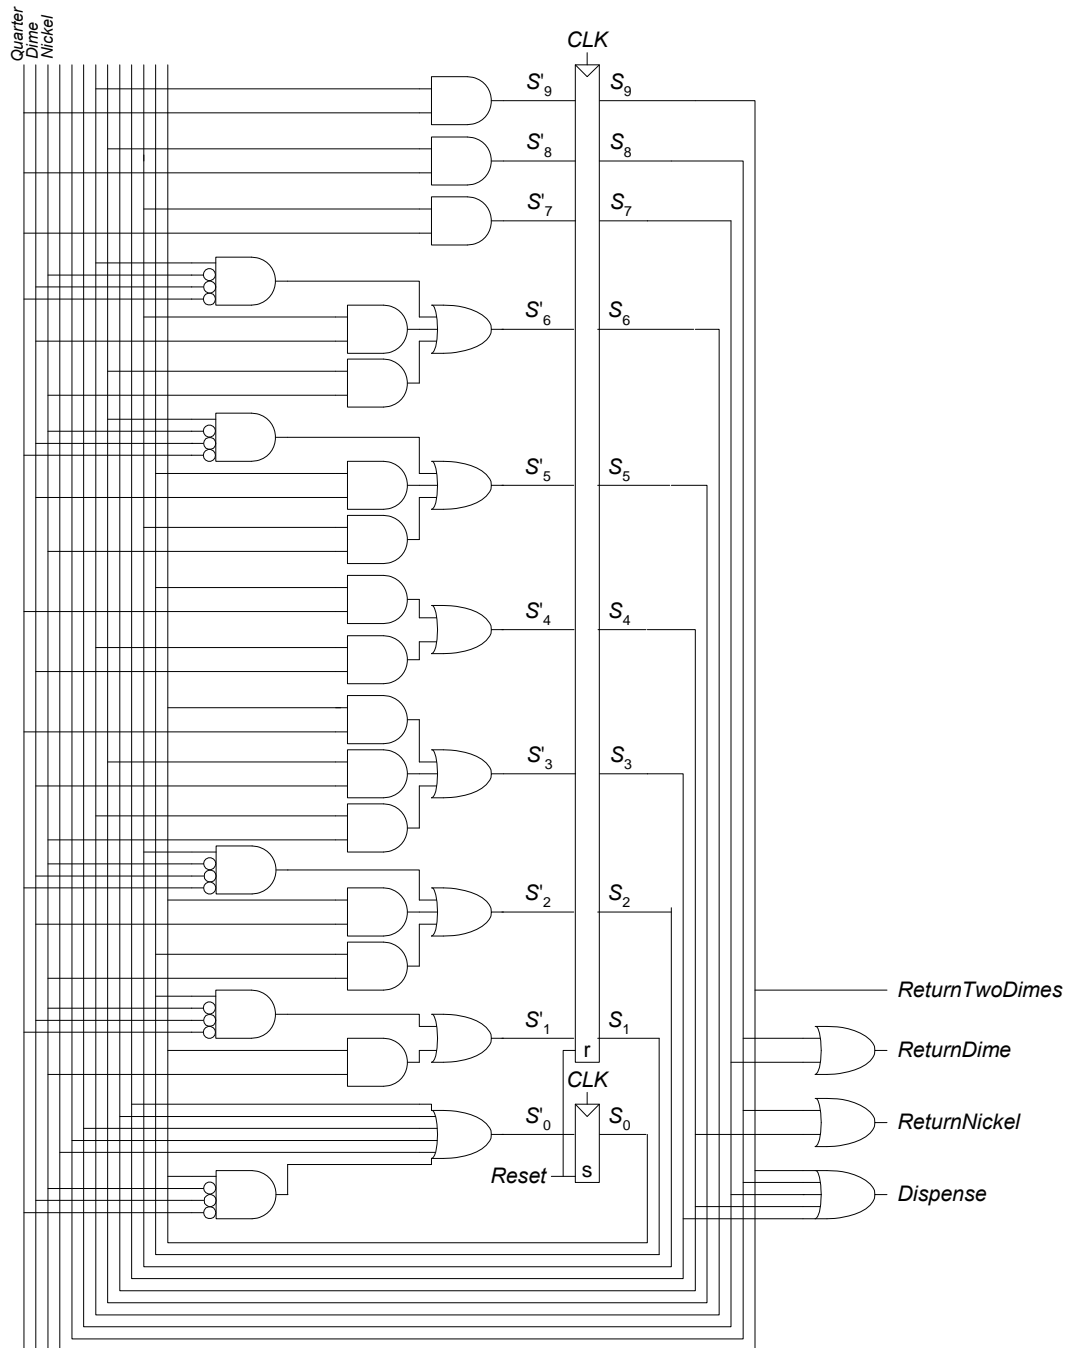 Quarter
Dime
Nickel
CLK
S'9 S9
S'8 S8
S'7 S7
S'6 S6
S'5 S5
S'4 S4
S'3 S3
S'2 S2
ReturnTwoDimes
S'1 S1
r
ReturnDime
CLK
S'0 S0
ReturnNickel
Reset s
Dispense